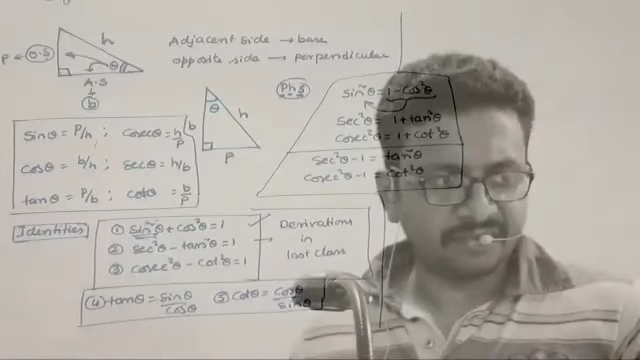 P ← O.S
h
θ
A.S
↓
b
Adjacent side → base
opposite side → perpendicular
sinθ = P/h ; cosecθ = h/P
cosθ = b/h ; secθ = h/b
tanθ = P/b ; cotθ = b/P
θ
b
h
P
Phs
sin²θ = 1 - cos²θ
sec²θ = 1 + tan²θ
cosec²θ = 1 + cot²θ
sec²θ - 1 = tan²θ
cosec²θ - 1 = cot²θ
Identities
① sin²θ + cos²θ = 1
② sec²θ - tan²θ = 1
③ cosec²θ - cot²θ = 1
→ Derivations
in
last class
④ tanθ = sinθ/cosθ ⑤ cotθ = cosθ/sinθ